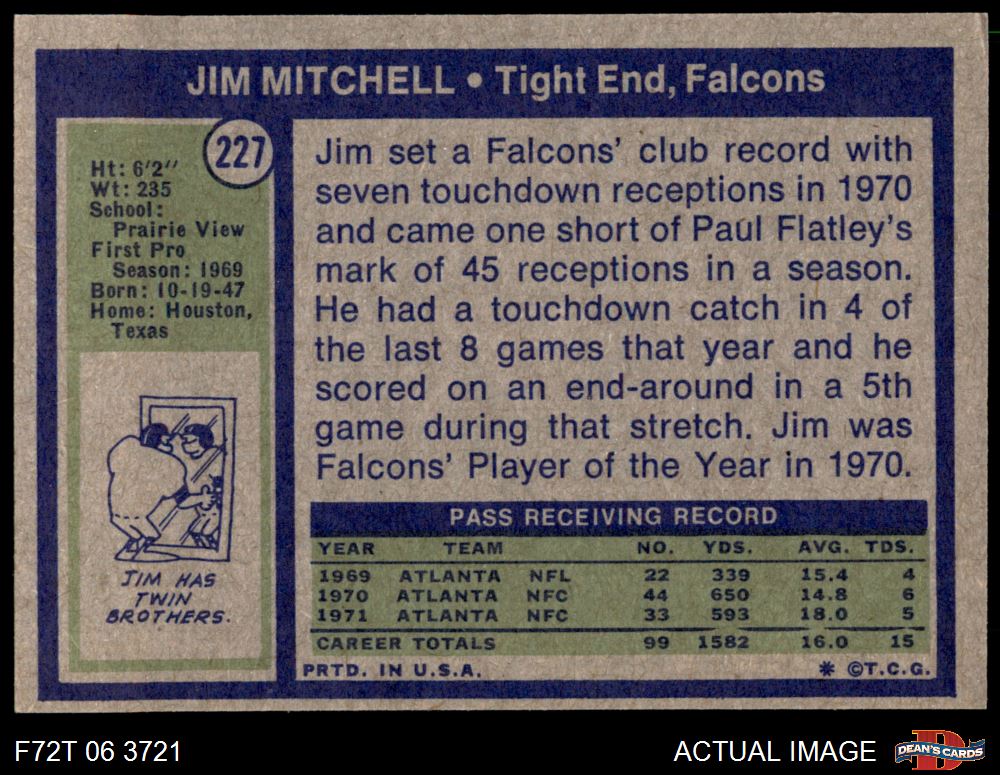 JIM MITCHELL • Tight End, Falcons
227
Ht: 6'2"
Wt: 235
School:
Prairie View
First Pro
Season: 1969
Born: 10-19-47
Home: Houston,
Texas
JIM HAS
TWIN
BROTHERS.
Jim set a Falcons' club record with
seven touchdown receptions in 1970
and came one short of Paul Flatley's
mark of 45 receptions in a season.
He had a touchdown catch in 4 of
the last 8 games that year and he
scored on an end-around in a 5th
game during that stretch. Jim was
Falcons' Player of the Year in 1970.
PASS RECEIVING RECORD
YEAR TEAM NO. YDS. AVG. TDS.
1969 ATLANTA NFL 22 339 15.4 4
1970 ATLANTA NFC 44 650 14.8 6
1971 ATLANTA NFC 33 593 18.0 5
CAREER TOTALS 99 1582 16.0 15
PRTD. IN U.S.A. * ©T.C.G.
F72T 06 3721 ACTUAL IMAGE DEAN'S CARDS